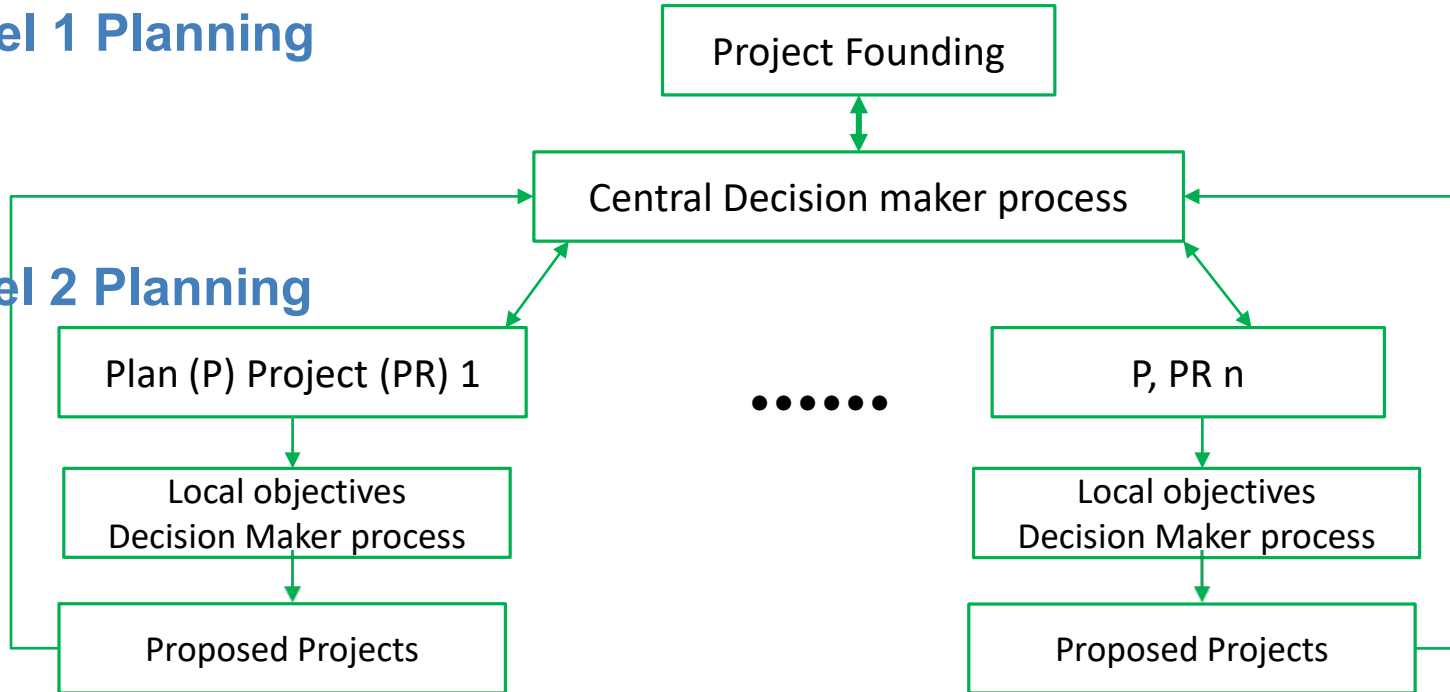 el 1 Planning
Project Founding
Central Decision maker process
el 2 Planning
Plan (P) Project (PR) 1
P, PR n
......
Local objectives
Decision Maker process
Local objectives
Decision Maker process
Proposed Projects
Proposed Projects